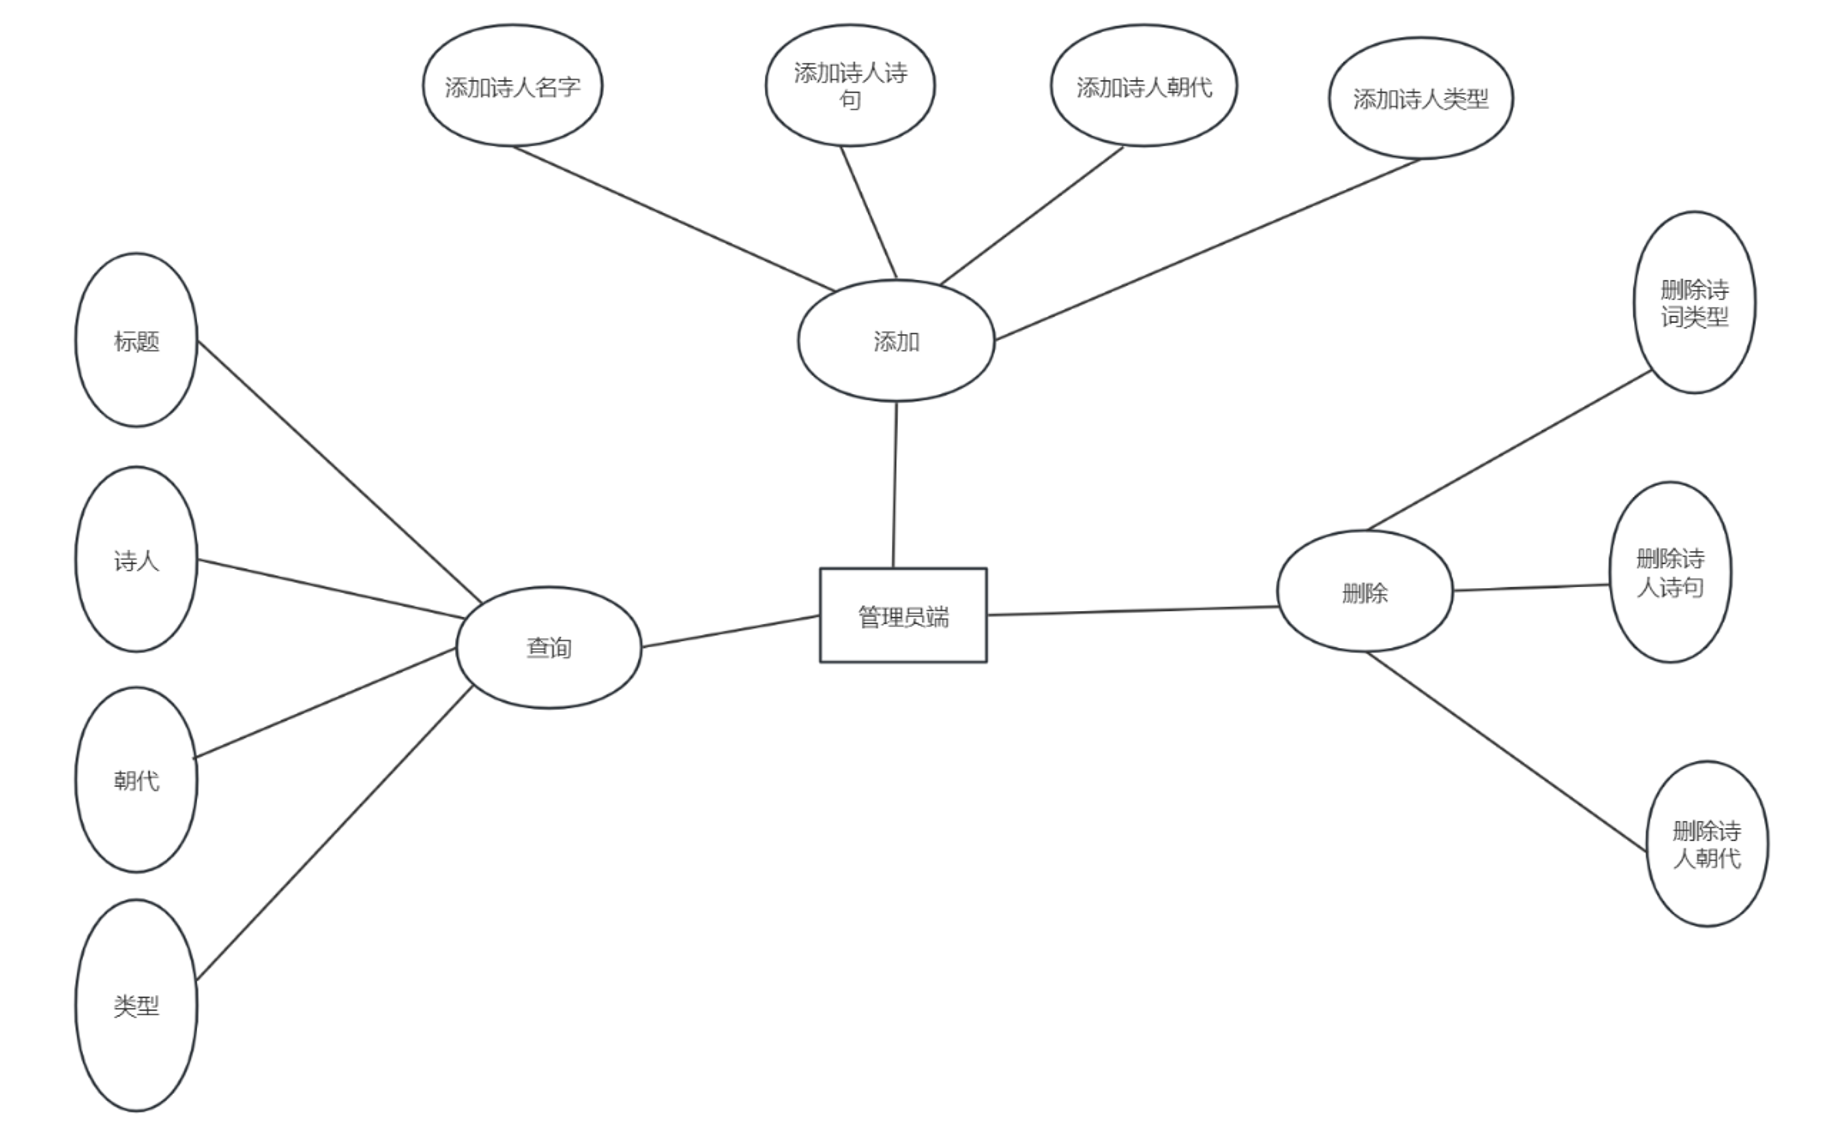 添加诗人名字
添加诗人诗
句
添加诗人朝代
添加诗人类型
标题
添加
删除诗
词类型
诗人
查询
管理员端
删除
删除诗
人诗句
朝代
删除诗
人朝代
类型